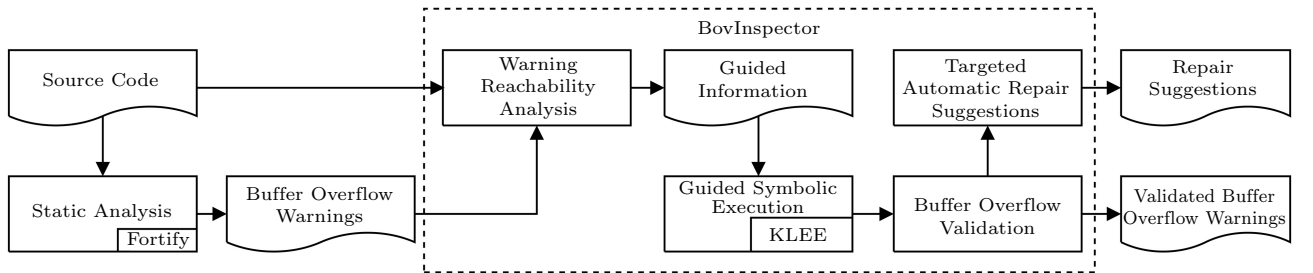 BovInspector
Source Code
Warning
Reachability
Analysis
Guided
Information
Targeted
Automatic Repair
Suggestions
Repair
Suggestions
Static Analysis
Fortify
Buffer Overflow
Warnings
Guided Symbolic
Execution
KLEE
Buffer Overflow
Validation
Validated Buffer
Overflow Warnings